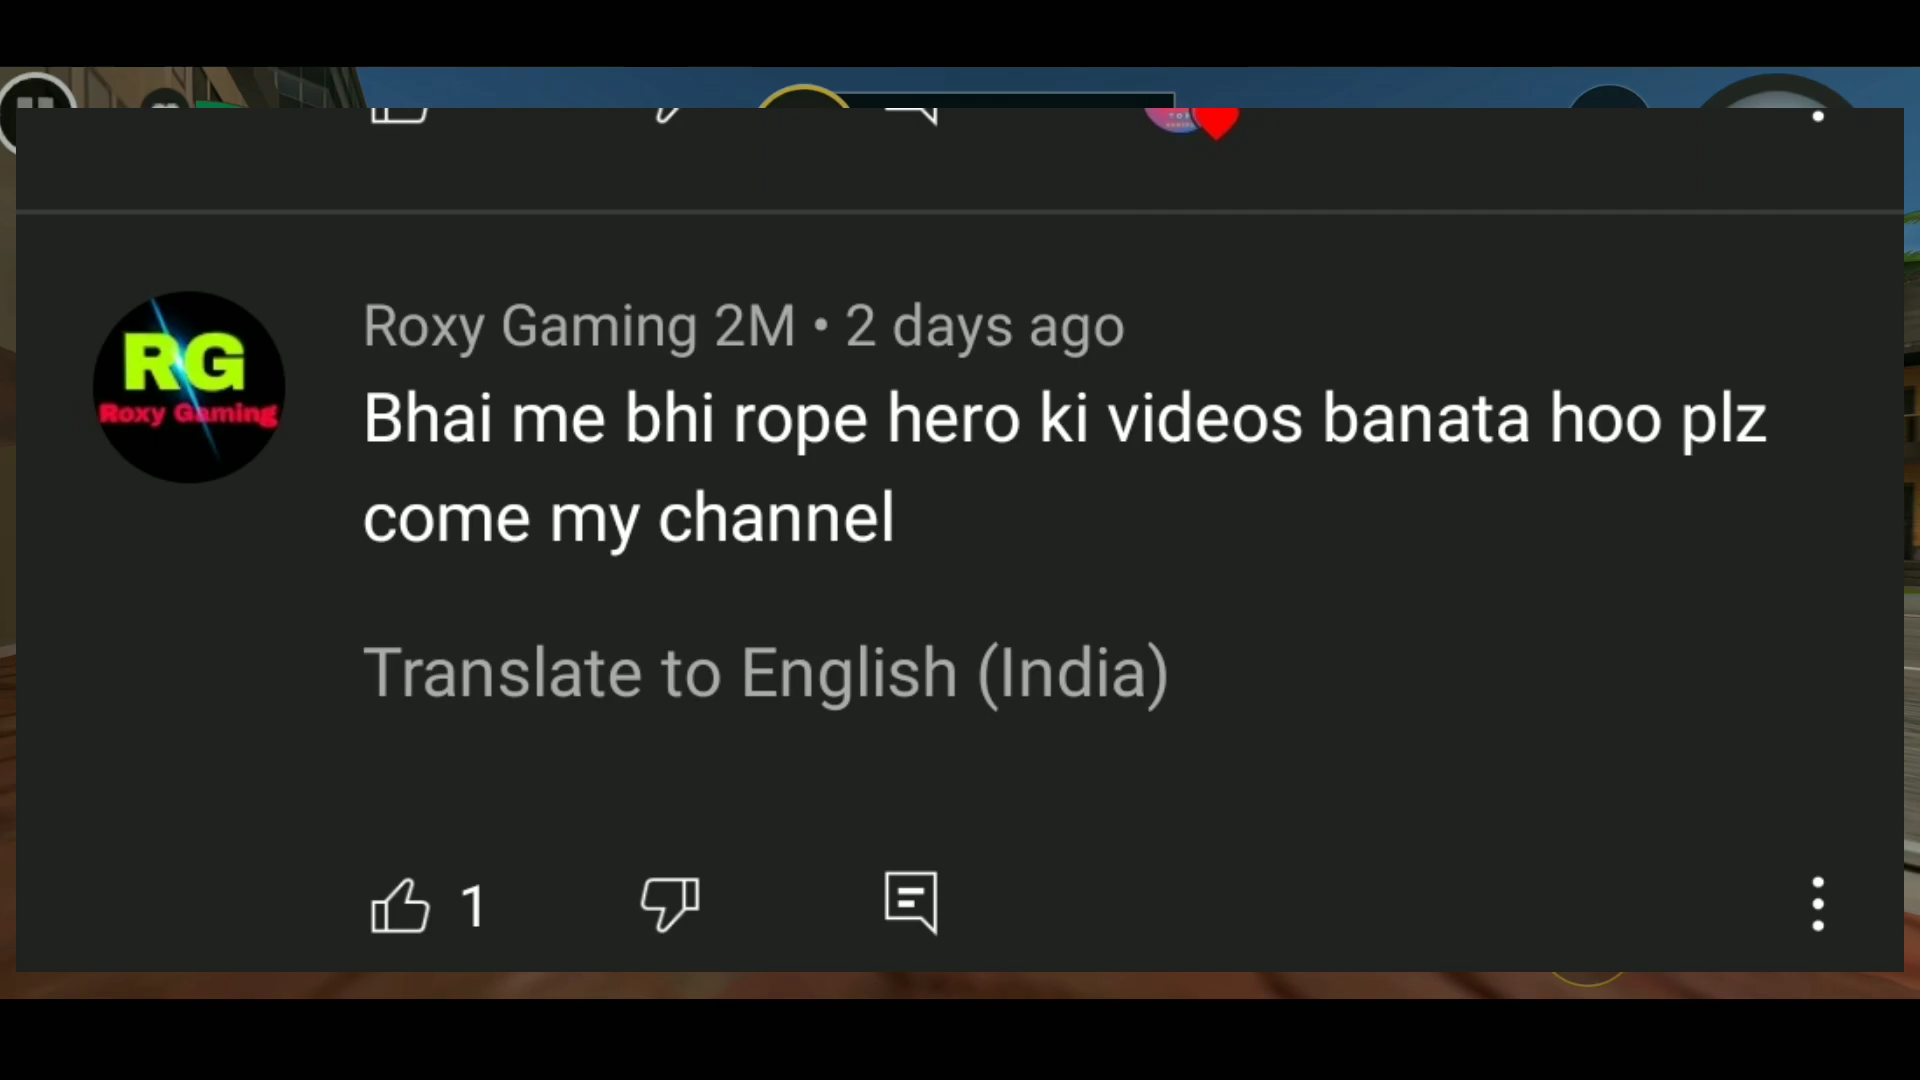 RG
Roxy Gaming
Roxy Gaming 2M • 2 days ago
Bhai me bhi rope hero ki videos banata hoo plz
come my channel
Translate to English (India)
1